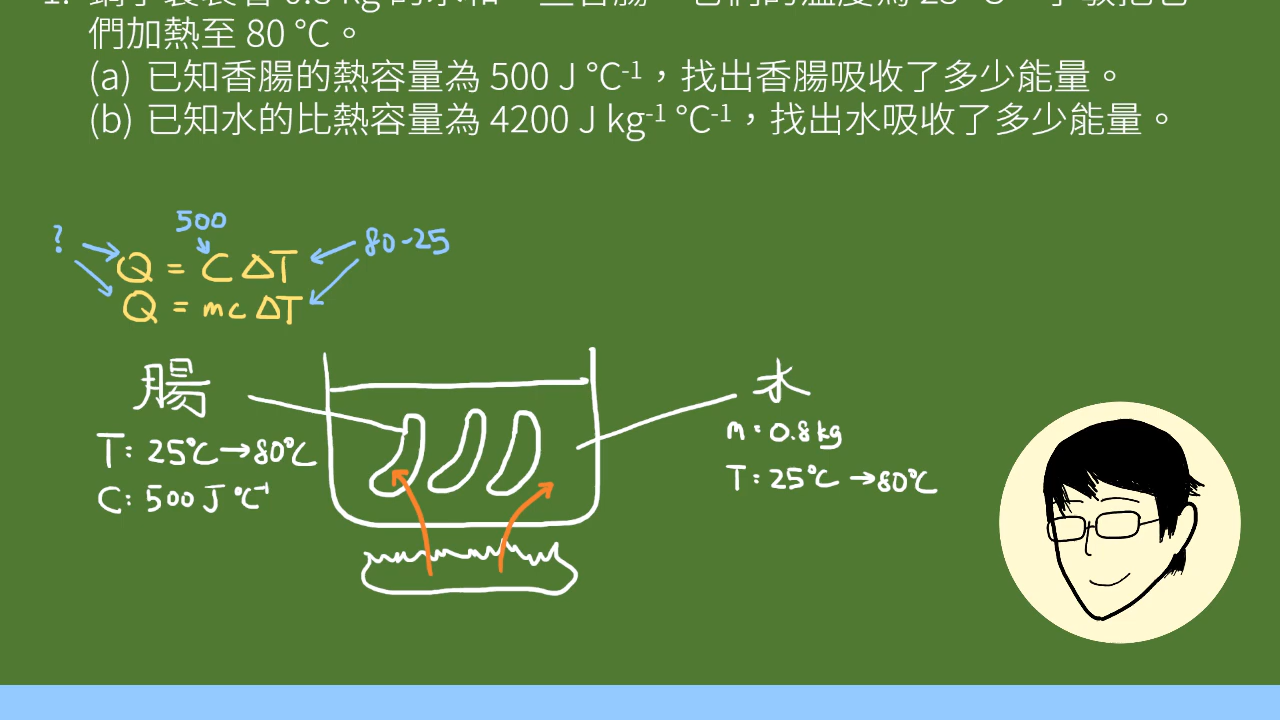 們加熱至 80 °C。
(a) 已知香腸的熱容量為 500 J °C-1，找出香腸吸收了多少能量。
(b) 已知水的比熱容量為 4200 J kg-1 °C-1，找出水吸收了多少能量。
500
?
80-25
Q = C ΔT
Q = mc ΔT
腸
T: 25°C→80°C
C: 500 J °C-1
水
m: 0.8 kg
T: 25°C →80°C